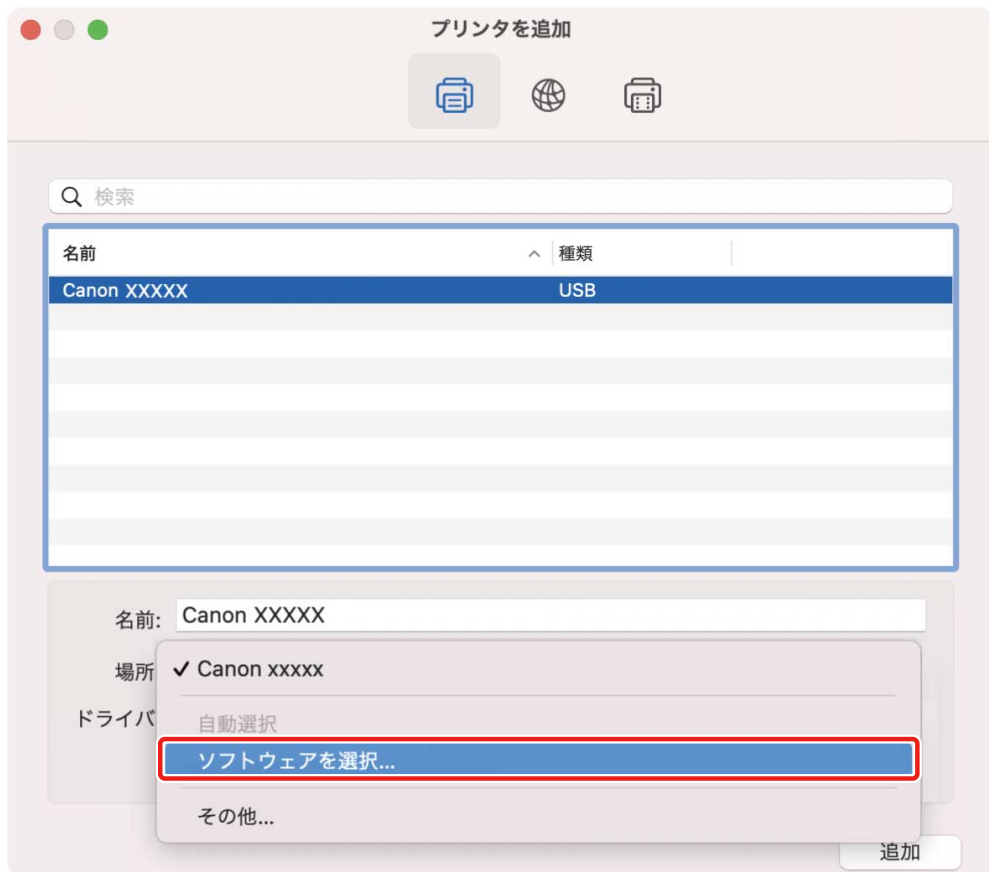 プリンタを追加
検索
名前 種類
Canon XXXXX USB
名前: Canon XXXXX
場所 ✓ Canon xxxxx
ドライバ 自動選択
ソフトウェアを選択...
その他...
追加